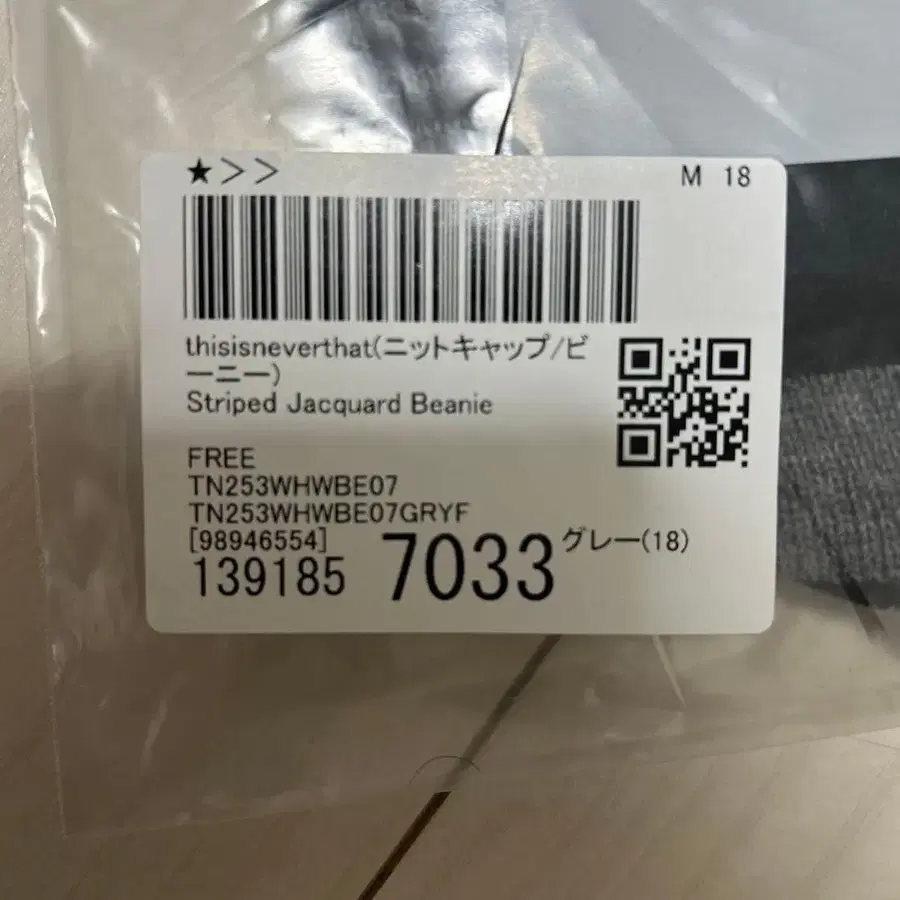 ★＞＞ M 18
thisisneverthat(ニットキャップ/ビ
ーニー)
Striped Jacquard Beanie
FREE
TN253WHWBE07
TN253WHWBE07GRYF
[98946554]
139185 7033 グレー(18)